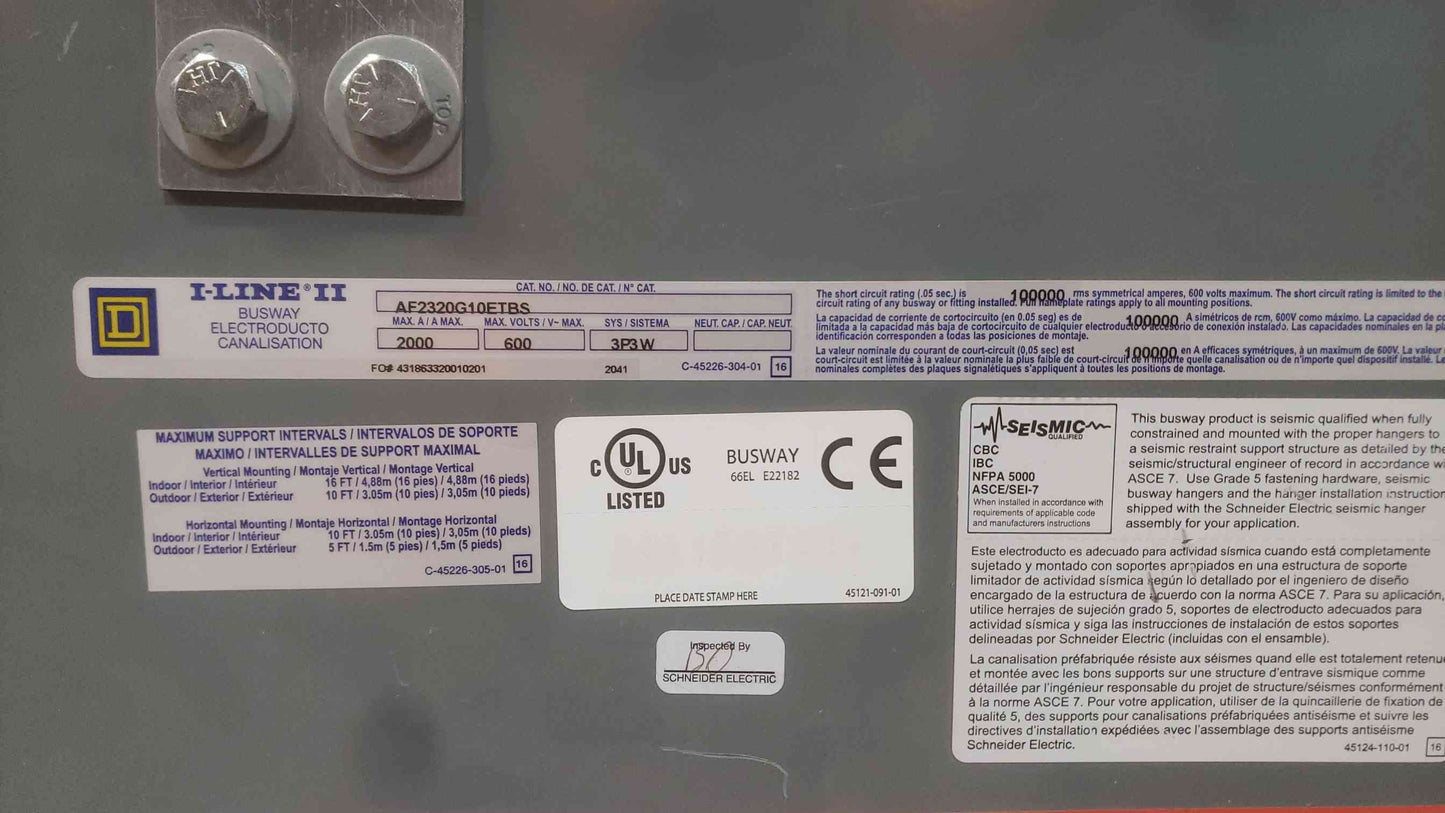 TOP
D
I-LINE®II
BUSWAY
ELECTRODUCTO
CANALISATION
CAT. NO. / NO. DE CAT. / N° CAT.
AF2320G10ETBS
MAX. A / A MAX.
MAX. VOLTS / V~ MAX.
SYS / SISTEMA
NEUT. CAP. / CAP. NEUT.
2000
600
3P3W
FO# 431863320010201
2041
C-45226-304-01 16
The short circuit rating (.05 sec.) is 100000 rms symmetrical amperes, 600 volts maximum. The short circuit rating is limited to the
circuit rating of any busway or fitting installed. Full nameplate ratings apply to all mounting positions.
La capacidad de corriente de cortocircuito (en 0.05 seg) es de 100000 A simétricos de rcm, 600V como máximo. La capacidad de
limitada a la capacidad más baja de cortocircuito de cualquier electroducto o accesorio de conexión instalado. Las capacidades nominales en la
identificación corresponden a todas las posiciones de montaje.
La valeur nominale du courant de court-circuit (0,05 sec) est 100000 en A efficaces symétriques, à un maximum de 600V. La valeur
court-circuit est limitée à la valeur nominale la plus faible de court-circuit de n'importe quelle canalisation ou de n'importe quel dispositif installé.
nominales complètes des plaques signalétiques s'appliquent à toutes les positions de montage.
MAXIMUM SUPPORT INTERVALS / INTERVALOS DE SOPORTE
MAXIMO / INTERVALLES DE SUPPORT MAXIMAL
Vertical Mounting / Montaje Vertical / Montage Vertical
Indoor / Interior / Intérieur 16 FT / 4,88m (16 pies) / 4,88m (16 pieds)
Outdoor / Exterior / Extérieur 10 FT / 3.05m (10 pies) / 3,05m (10 pieds)
Horizontal Mounting / Montaje Horizontal / Montage Horizontal
Indoor / Interior / Intérieur 10 FT / 3.05m (10 pies) / 3,05m (10 pieds)
Outdoor / Exterior / Extérieur 5 FT / 1.5m (5 pies) / 1,5m (5 pieds)
C-45226-305-01 16
C UL US
LISTED
BUSWAY
66EL E22182
CE
PLACE DATE STAMP HERE
45121-091-01
Inspected By
SCHNEIDER ELECTRIC
SEISMIC
QUALIFIED
CBC
IBC
NFPA 5000
ASCE/SEI-7
When installed in accordance with
requirements of applicable code
and manufacturers instructions
This busway product is seismic qualified when fully
constrained and mounted with the proper hangers to
a seismic restraint support structure as detailed by the
seismic/structural engineer of record in accordance
ASCE 7. Use Grade 5 fastening hardware, seismic
busway hangers and the hanger installation instruction
shipped with the Schneider Electric seismic hanger
assembly for your application.
Este electroducto es adecuado para actividad sísmica cuando está completamente
sujetado y montado con soportes apropiados en una estructura de soporte
limitador de actividad sísmica según lo detallado por el ingeniero de diseño
encargado de la estructura de acuerdo con la norma ASCE 7. Para su aplicación,
utilice herrajes de sujeción grado 5, soportes de electroducto adecuados para
actividad sísmica y siga las instrucciones de instalación de estos soportes
delineadas por Schneider Electric (incluidas con el ensamble).
La canalisation préfabriquée résiste aux séismes quand elle est totalement retenue
et montée avec les bons supports sur une structure d'entrave sismique comme
détaillée par l'ingénieur responsable du projet de structure/séismes conformément
à la norme ASCE 7. Pour votre application, utiliser de la quincaillerie de fixation de
qualité 5, des supports pour canalisations préfabriquées antiséisme et suivre les
directives d'installation expédiées avec l'assemblage des supports antiséisme
Schneider Electric.
45124-110-01 16